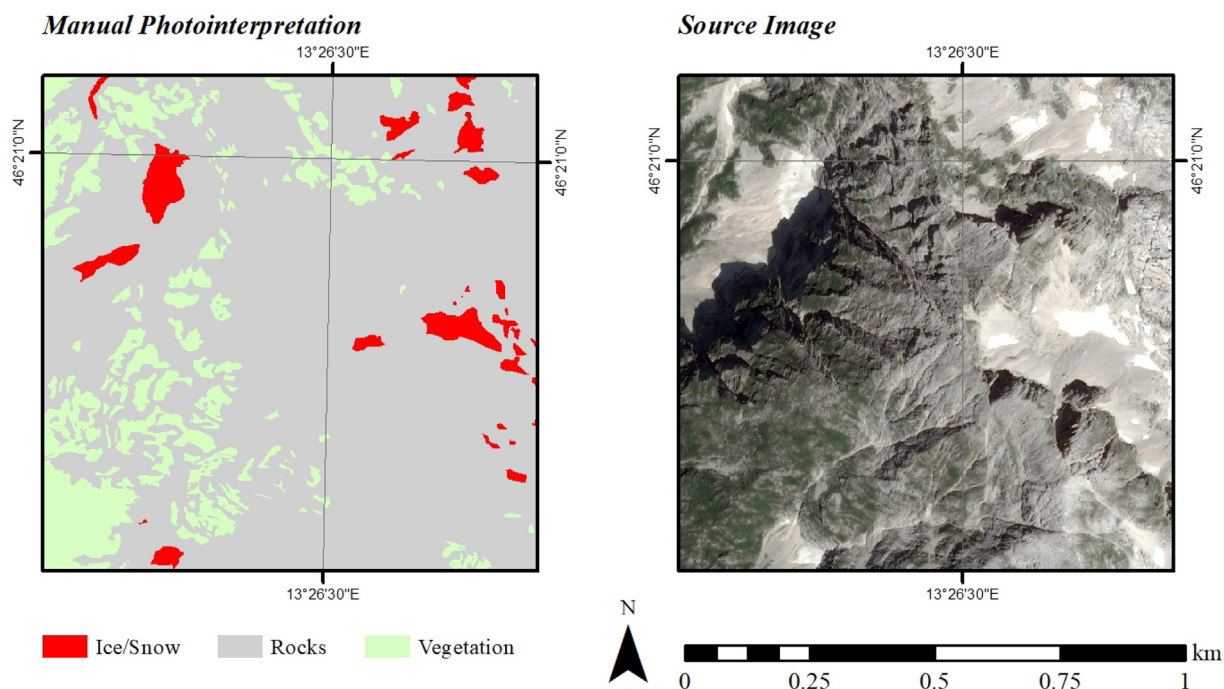 Manual Photointerpretation
Source Image
13°26'30"E
13°26'30"E
46°21'0"N
46°21'0"N
46°21'0"N
46°21'0"N
13°26'30"E
13°26'30"E
Ice/Snow
Rocks
Vegetation
N
km
0
0.25
0.5
0.75
1